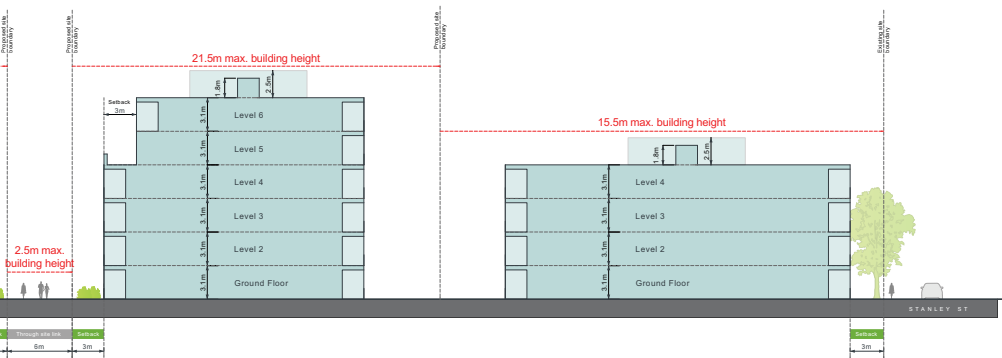 Proposed site
boundary
Proposed site
boundary
Proposed site
boundary
Existing site
boundary
21.5m max. building height
15.5m max. building height
2.5m max.
building height
Setback
3m
1.8m
2.5m
3.1m
Level 6
3.1m
Level 5
3.1m
Level 4
3.1m
Level 3
3.1m
Level 2
3.1m
Ground Floor
1.8m
2.5m
3.1m
Level 4
3.1m
Level 3
3.1m
Level 2
3.1m
Ground Floor
STANLEY ST
Through site link
Setback
Setback
6m
3m
3m